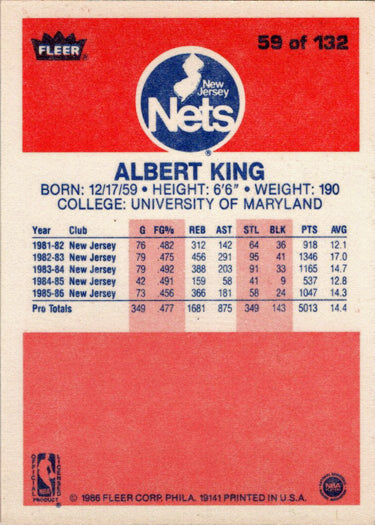 FLEER
59 of 132
New
Jersey
Nets
®
ALBERT KING
BORN: 12/17/59 • HEIGHT: 6'6" • WEIGHT: 190
COLLEGE: UNIVERSITY OF MARYLAND
Year Club G FG% REB AST STL BLK PTS AVG
1981-82 New Jersey 76 .482 312 142 64 36 918 12.1
1982-83 New Jersey 79 .475 456 291 95 41 1346 17.0
1983-84 New Jersey 79 .492 388 203 91 33 1165 14.7
1984-85 New Jersey 42 .491 159 58 41 9 537 12.8
1985-86 New Jersey 73 .456 366 181 58 24 1047 14.3
Pro Totals 349 .477 1681 875 349 143 5013 14.4
OFFICIAL LICENSED
NBA
PRODUCT
© 1986 FLEER CORP. PHILA. 19141 PRINTED IN U.S.A.